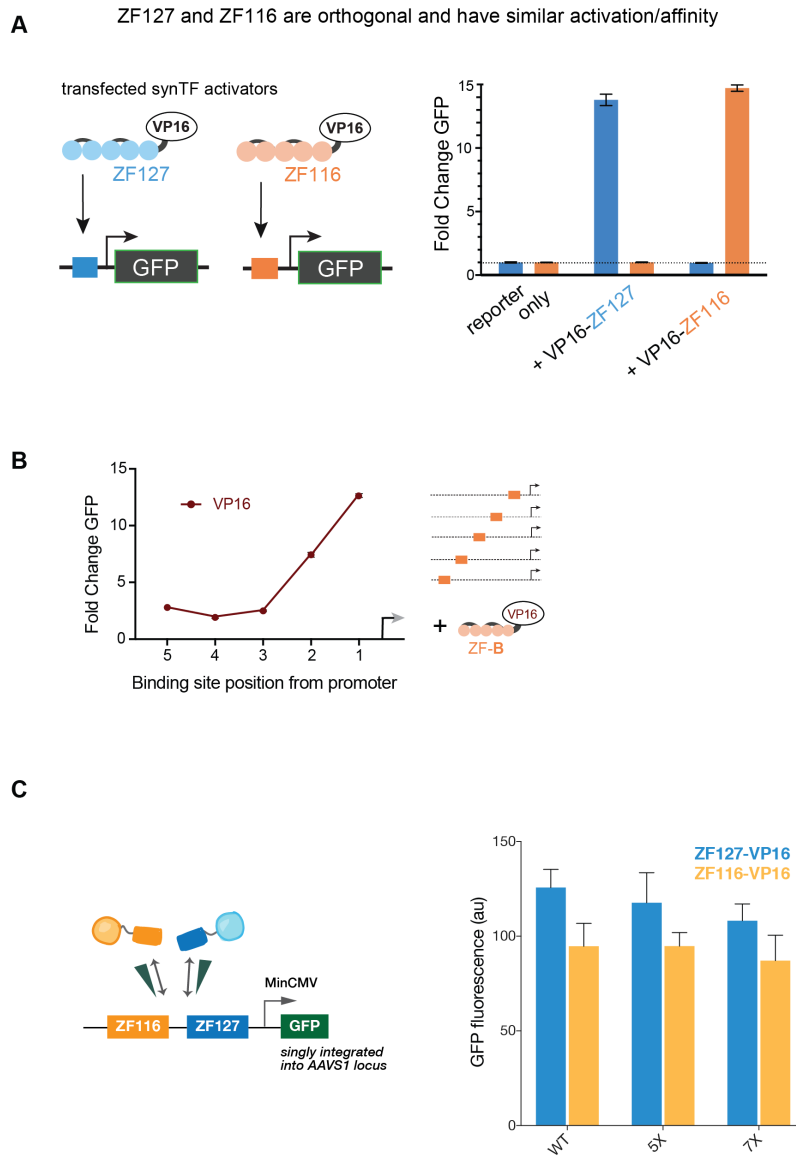 A
ZF127 and ZF116 are orthogonal and have similar activation/affinity
transfected synTF activators
VP16
VP16
ZF127
ZF116
GFP
GFP
Fold Change GFP
15
10
5
0
reporter
only
+ VP16-ZF127
+ VP16-ZF116
B
Fold Change GFP
15
10
5
0
VP16
5 4 3 2 1
Binding site position from promoter
+
VP16
ZF-B
C
MinCMV
ZF116
ZF127
GFP
singly integrated
into AAVS1 locus
GFP fluorescence (au)
150
100
50
0
ZF127-VP16
ZF116-VP16
WT
5X
7X